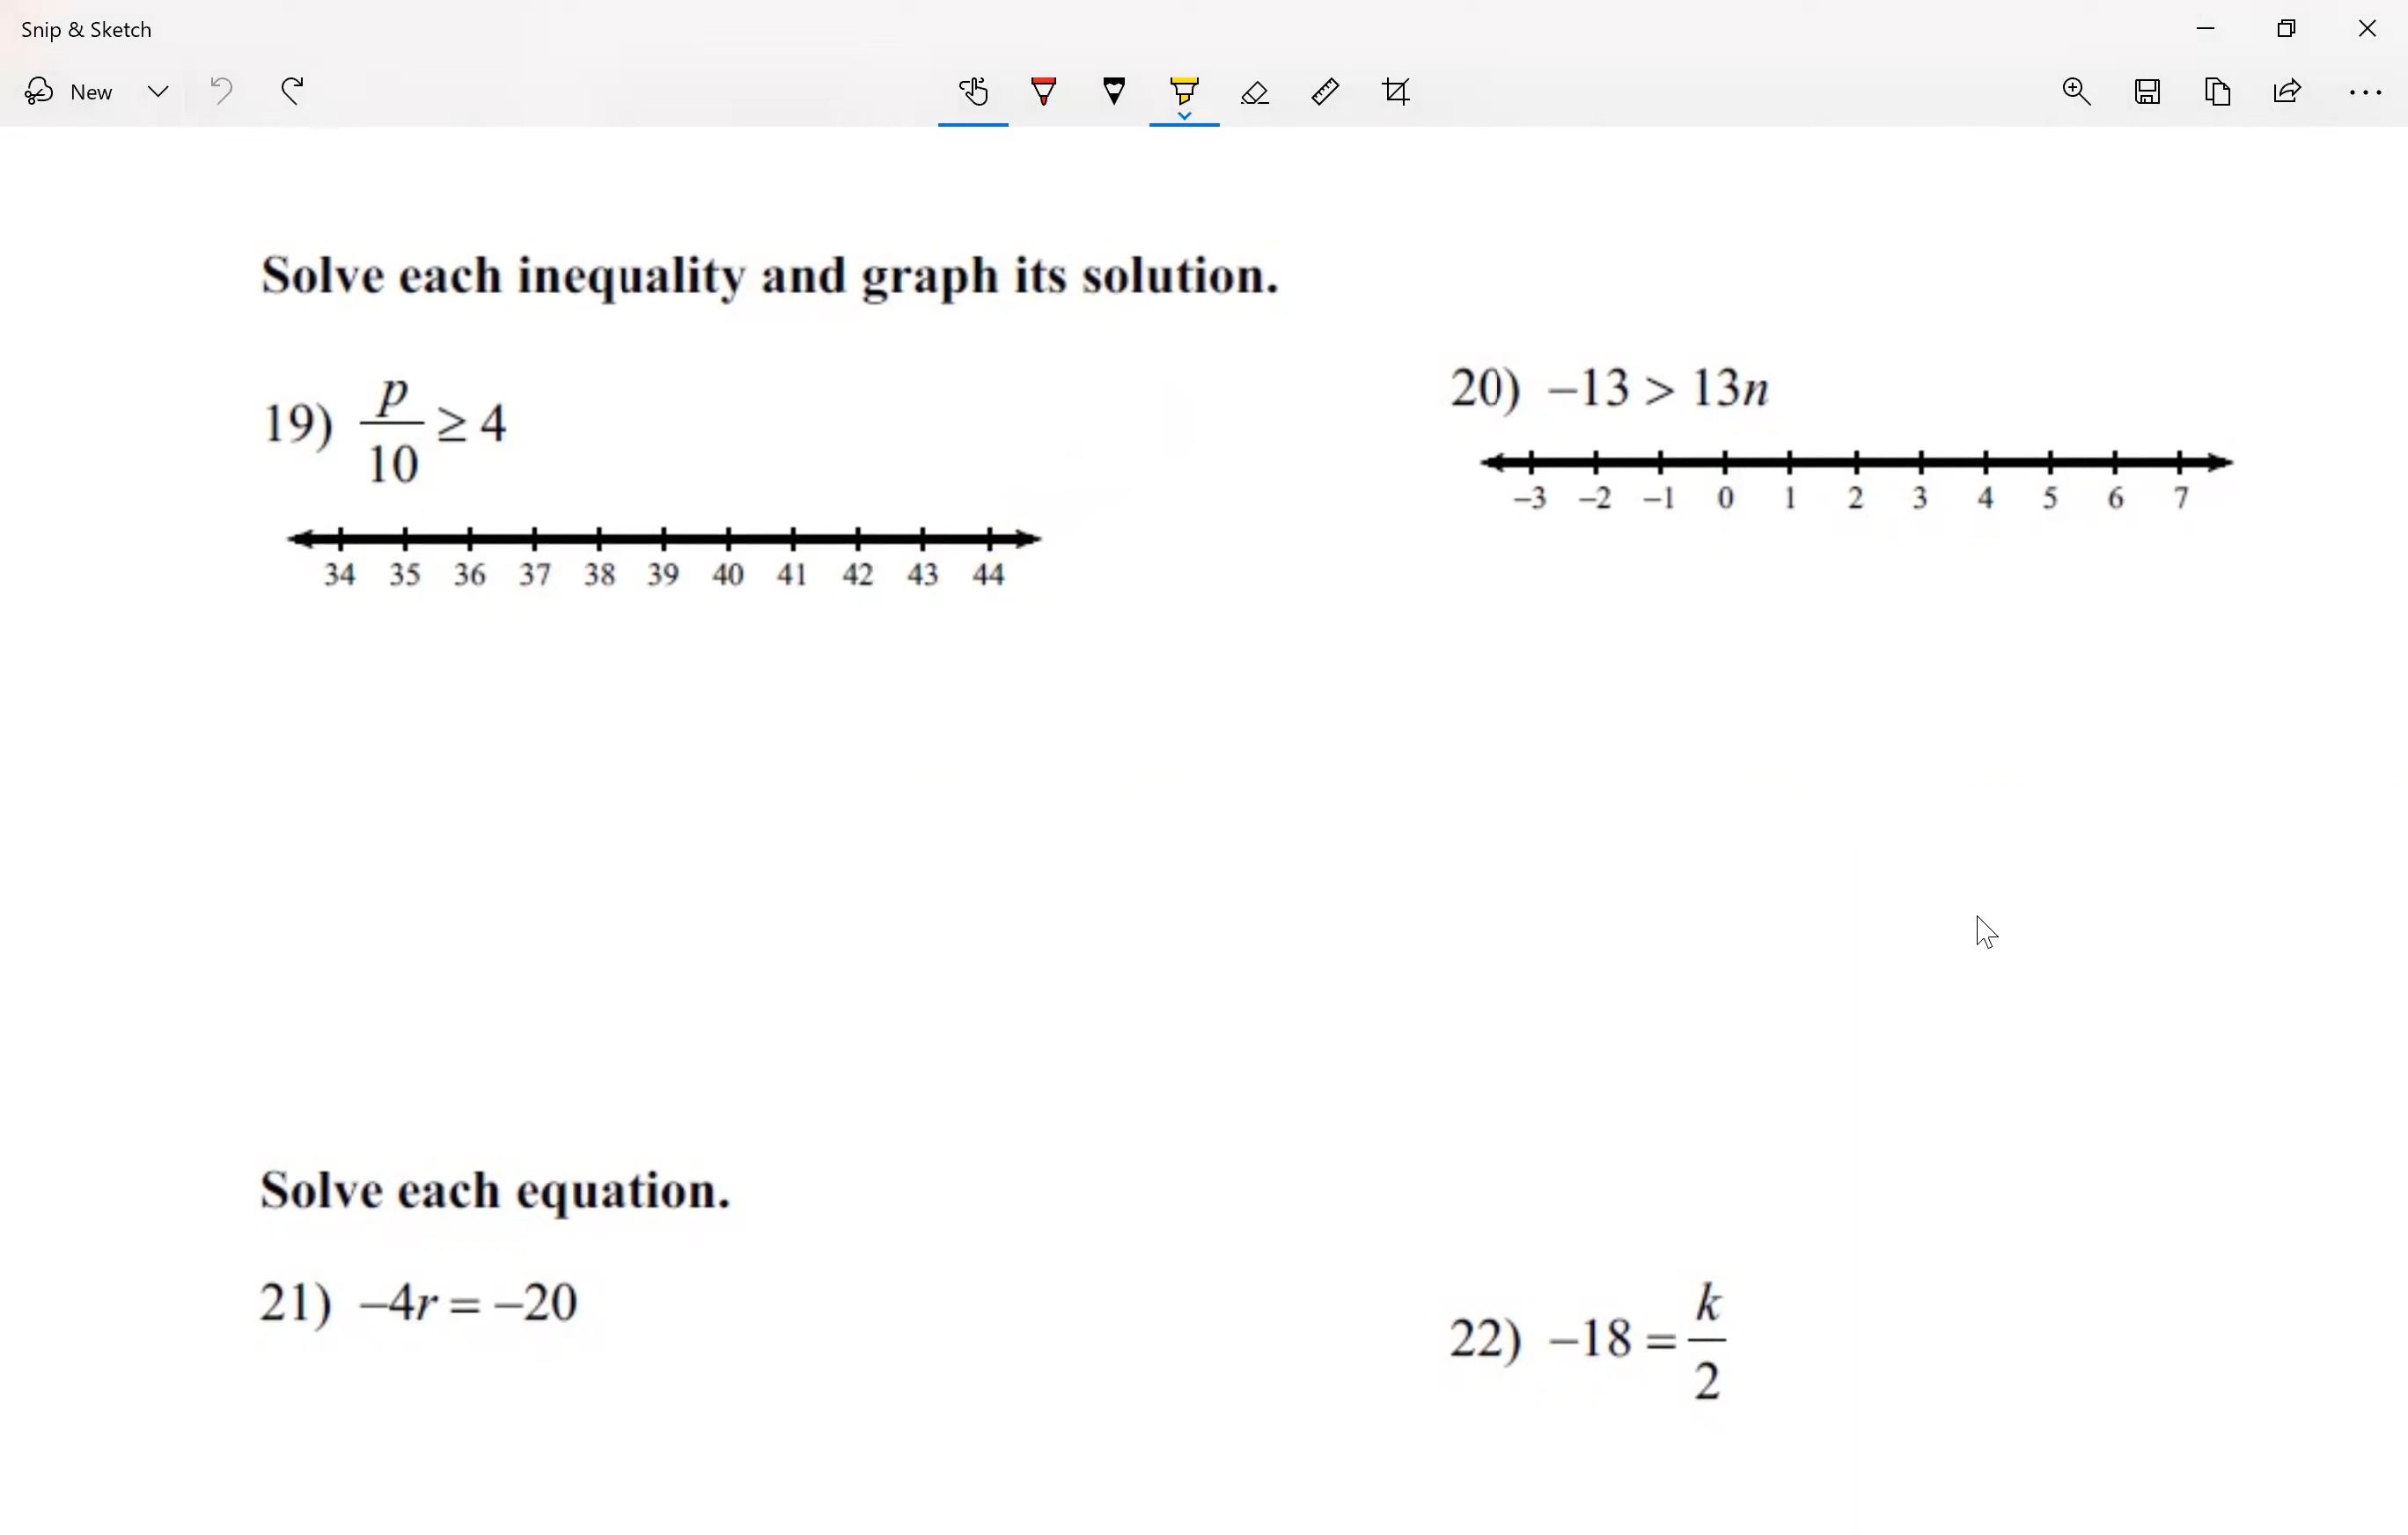 Snip & Sketch
New
Solve each inequality and graph its solution.
19) p/10 ≥ 4
34 35 36 37 38 39 40 41 42 43 44
20) –13 > 13n
–3 –2 –1 0 1 2 3 4 5 6 7
Solve each equation.
21) –4r = –20
22) –18 = k/2